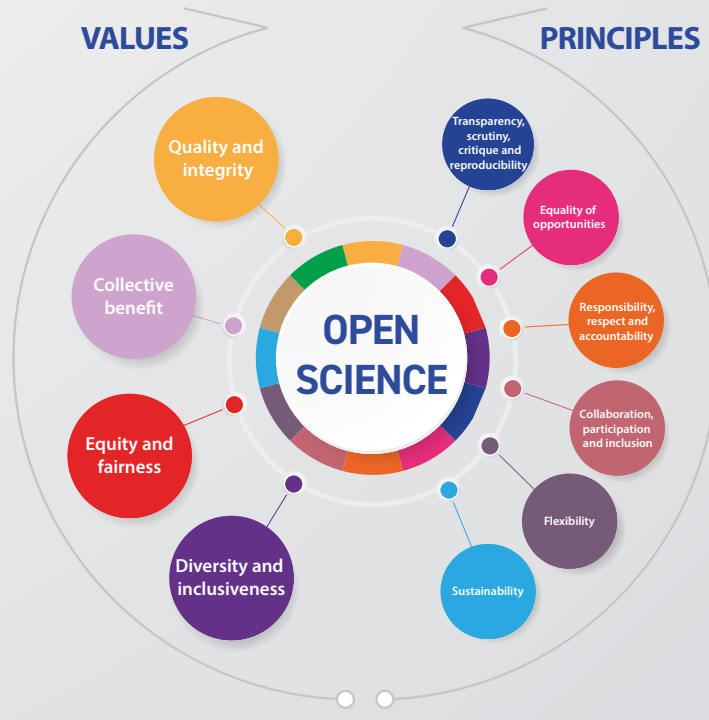 VALUES
PRINCIPLES
Quality and
integrity
Collective
benefit
Equity and
fairness
Diversity and
inclusiveness
OPEN
SCIENCE
Transparency,
scrutiny,
critique and
reproducibility
Equality of
opportunities
Responsibility,
respect and
accountability
Collaboration,
participation
and inclusion
Flexibility
Sustainability